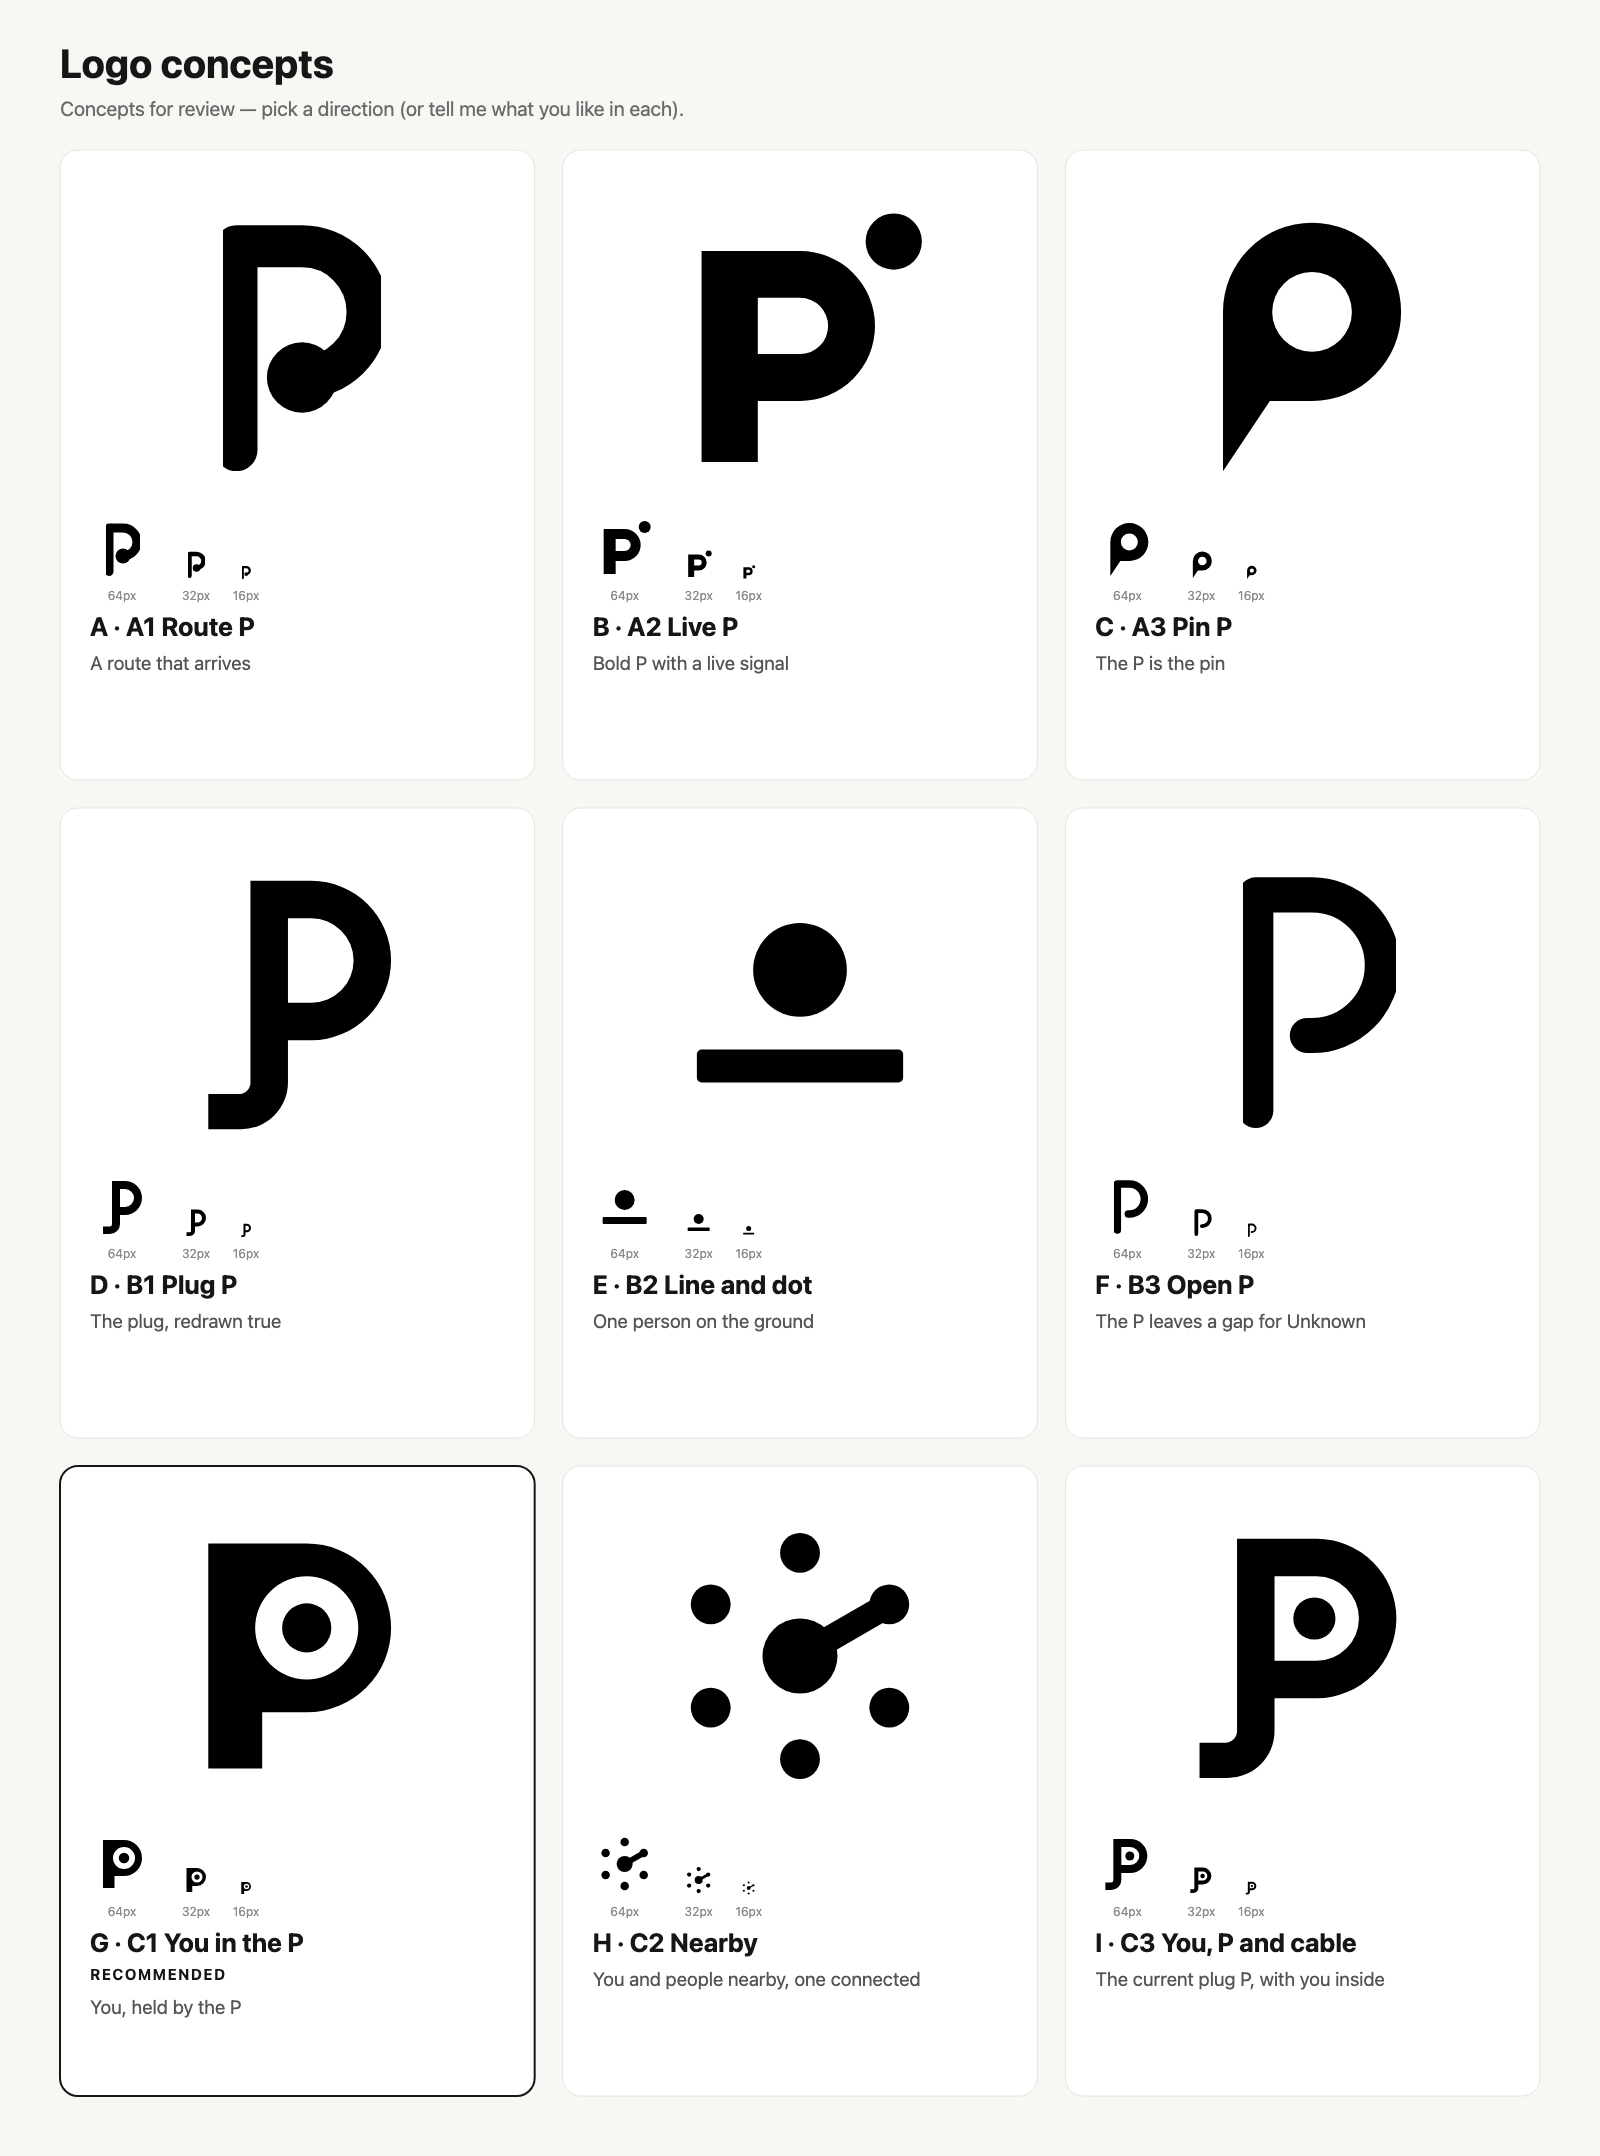 Logo concepts
Concepts for review — pick a direction (or tell me what you like in each).
64px 32px 16px
A · A1 Route P
A route that arrives
64px 32px 16px
B · A2 Live P
Bold P with a live signal
64px 32px 16px
C · A3 Pin P
The P is the pin
64px 32px 16px
D · B1 Plug P
The plug, redrawn true
64px 32px 16px
E · B2 Line and dot
One person on the ground
64px 32px 16px
F · B3 Open P
The P leaves a gap for Unknown
64px 32px 16px
G · C1 You in the P
RECOMMENDED
You, held by the P
64px 32px 16px
H · C2 Nearby
You and people nearby, one connected
64px 32px 16px
I · C3 You, P and cable
The current plug P, with you inside